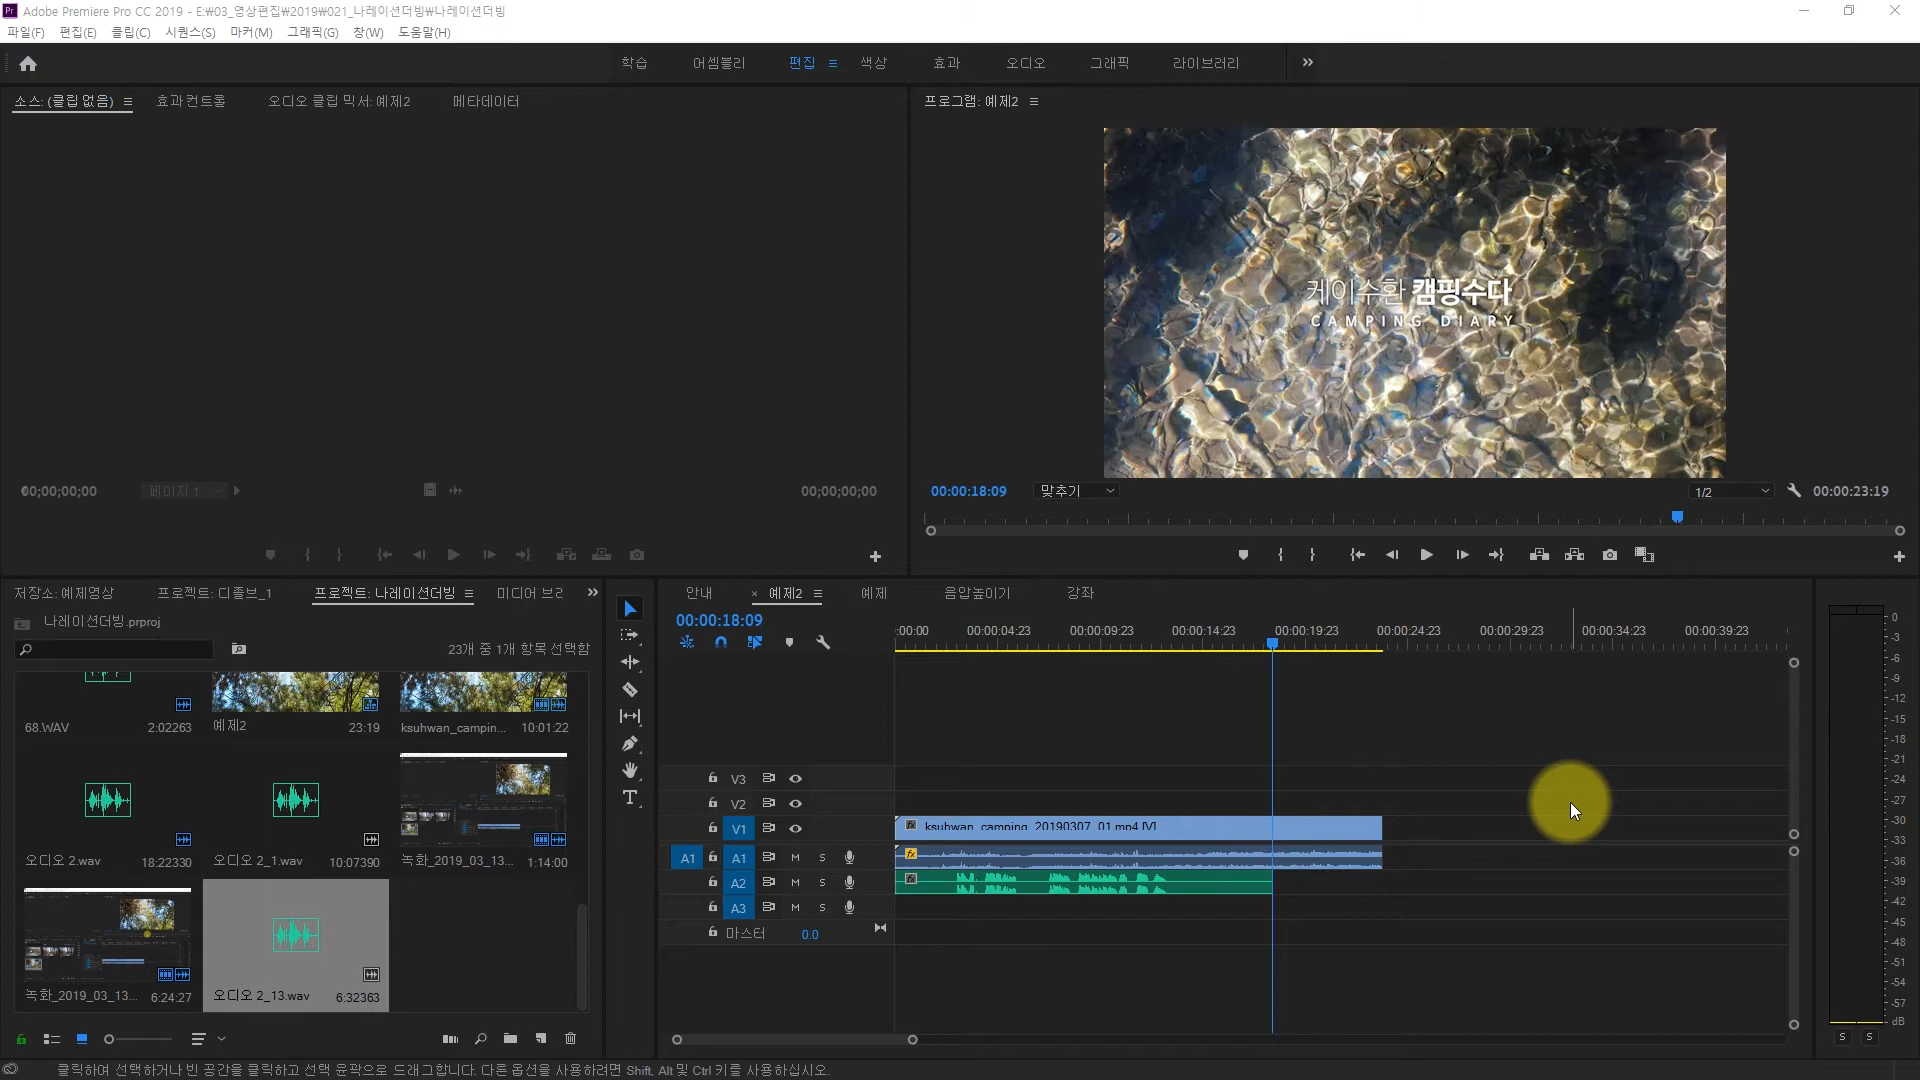 Adobe Premiere Pro CC 2019 - E:₩03_영상편집₩2019₩021_나레이션더빙₩나레이션더빙
파일(F) 편집(E) 클립(C) 시퀀스(S) 마커(M) 그래픽(G) 창(W) 도움말(H)
학습 어셈블리 편집 색상 효과 오디오 그래픽 라이브러리
소스: (클립 없음) 효과 컨트롤 오디오 클립 믹서: 예제2 메타데이터
프로그램: 예제2
케이수환 캠핑수다
CAMPING DIARY
00;00;00;00 페이지 1 00;00;00;00
00:00:18:09 맞추기 1/2 00:00:23:19
저장소: 예제영상 프로젝트: 디졸브_1 프로젝트: 나레이션더빙 미디어 브라
나레이션더빙.prproj
23개 중 1개 항목 선택함
68.WAV 2:02263 예제2 23:19 ksuhwan_campin... 10:01:22
오디오 2.wav 18:22330 오디오 2_1.wav 10:07390 녹화_2019_03_13... 1:14:00
녹화_2019_03_13... 6:24:27 오디오 2_13.wav 6:32363
안내 × 예제2 예제 음압높이기 강좌
00:00:18:09
:00:00 00:00:04:23 00:00:09:23 00:00:14:23 00:00:19:23 00:00:24:23 00:00:29:23 00:00:34:23 00:00:39:23
V3
V2
V1 ksuhwan_camping_20190307_01.mp4 [V]
A1 A1 M S
A2 M S
A3 M S
마스터 0.0
0
-3
-6
-9
-12
-15
-18
-21
-24
-27
-30
-33
-36
-39
-42
-45
-48
-51
-54
-57
dB
S S
클릭하여 선택하거나 빈 공간을 클릭하고 선택 윤곽으로 드래그합니다. 다른 옵션을 사용하려면 Shift, Alt 및 Ctrl 키를 사용하십시오.